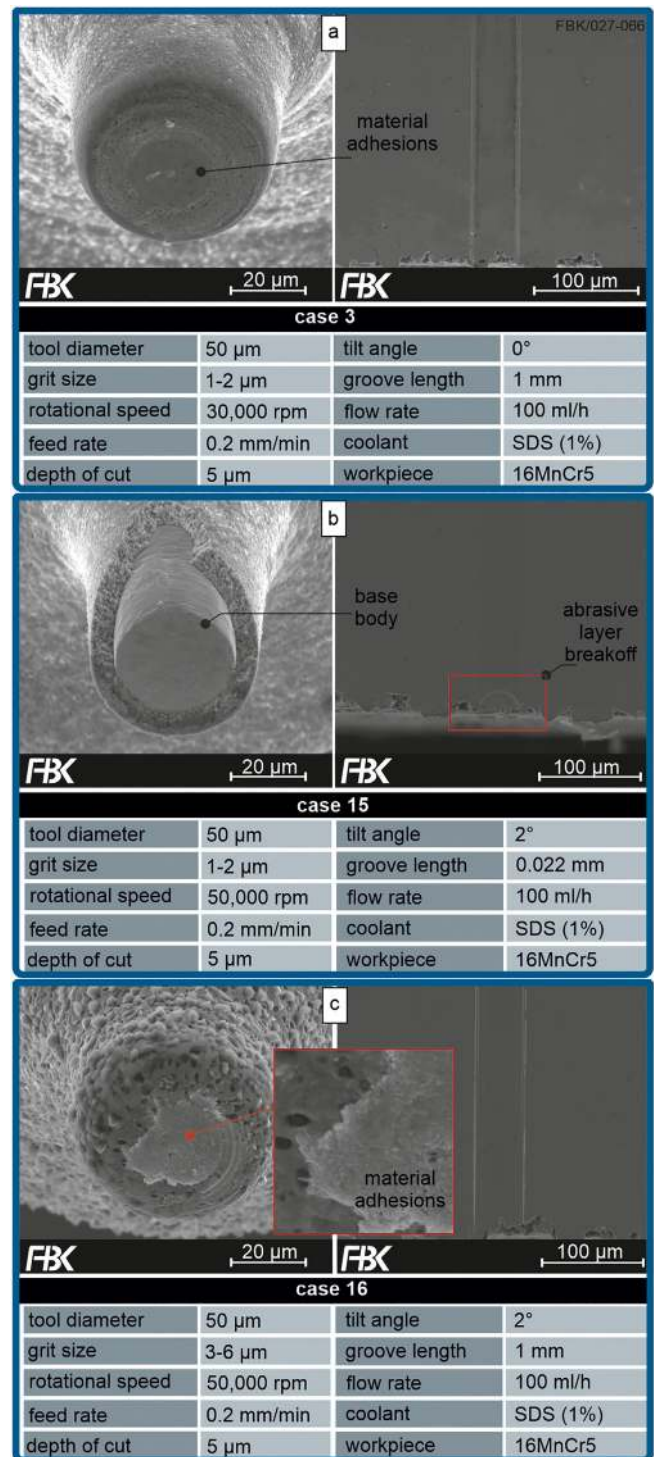 a
FBK/027-066
material
adhesions
FBK
20 µm
FBK
100 µm
case 3
tool diameter 50 µm tilt angle 0°
grit size 1-2 µm groove length 1 mm
rotational speed 30,000 rpm flow rate 100 ml/h
feed rate 0.2 mm/min coolant SDS (1%)
depth of cut 5 µm workpiece 16MnCr5
b
base
body
abrasive
layer
breakoff
FBK
20 µm
FBK
100 µm
case 15
tool diameter 50 µm tilt angle 2°
grit size 1-2 µm groove length 0.022 mm
rotational speed 50,000 rpm flow rate 100 ml/h
feed rate 0.2 mm/min coolant SDS (1%)
depth of cut 5 µm workpiece 16MnCr5
c
material
adhesions
FBK
20 µm
FBK
100 µm
case 16
tool diameter 50 µm tilt angle 2°
grit size 3-6 µm groove length 1 mm
rotational speed 50,000 rpm flow rate 100 ml/h
feed rate 0.2 mm/min coolant SDS (1%)
depth of cut 5 µm workpiece 16MnCr5